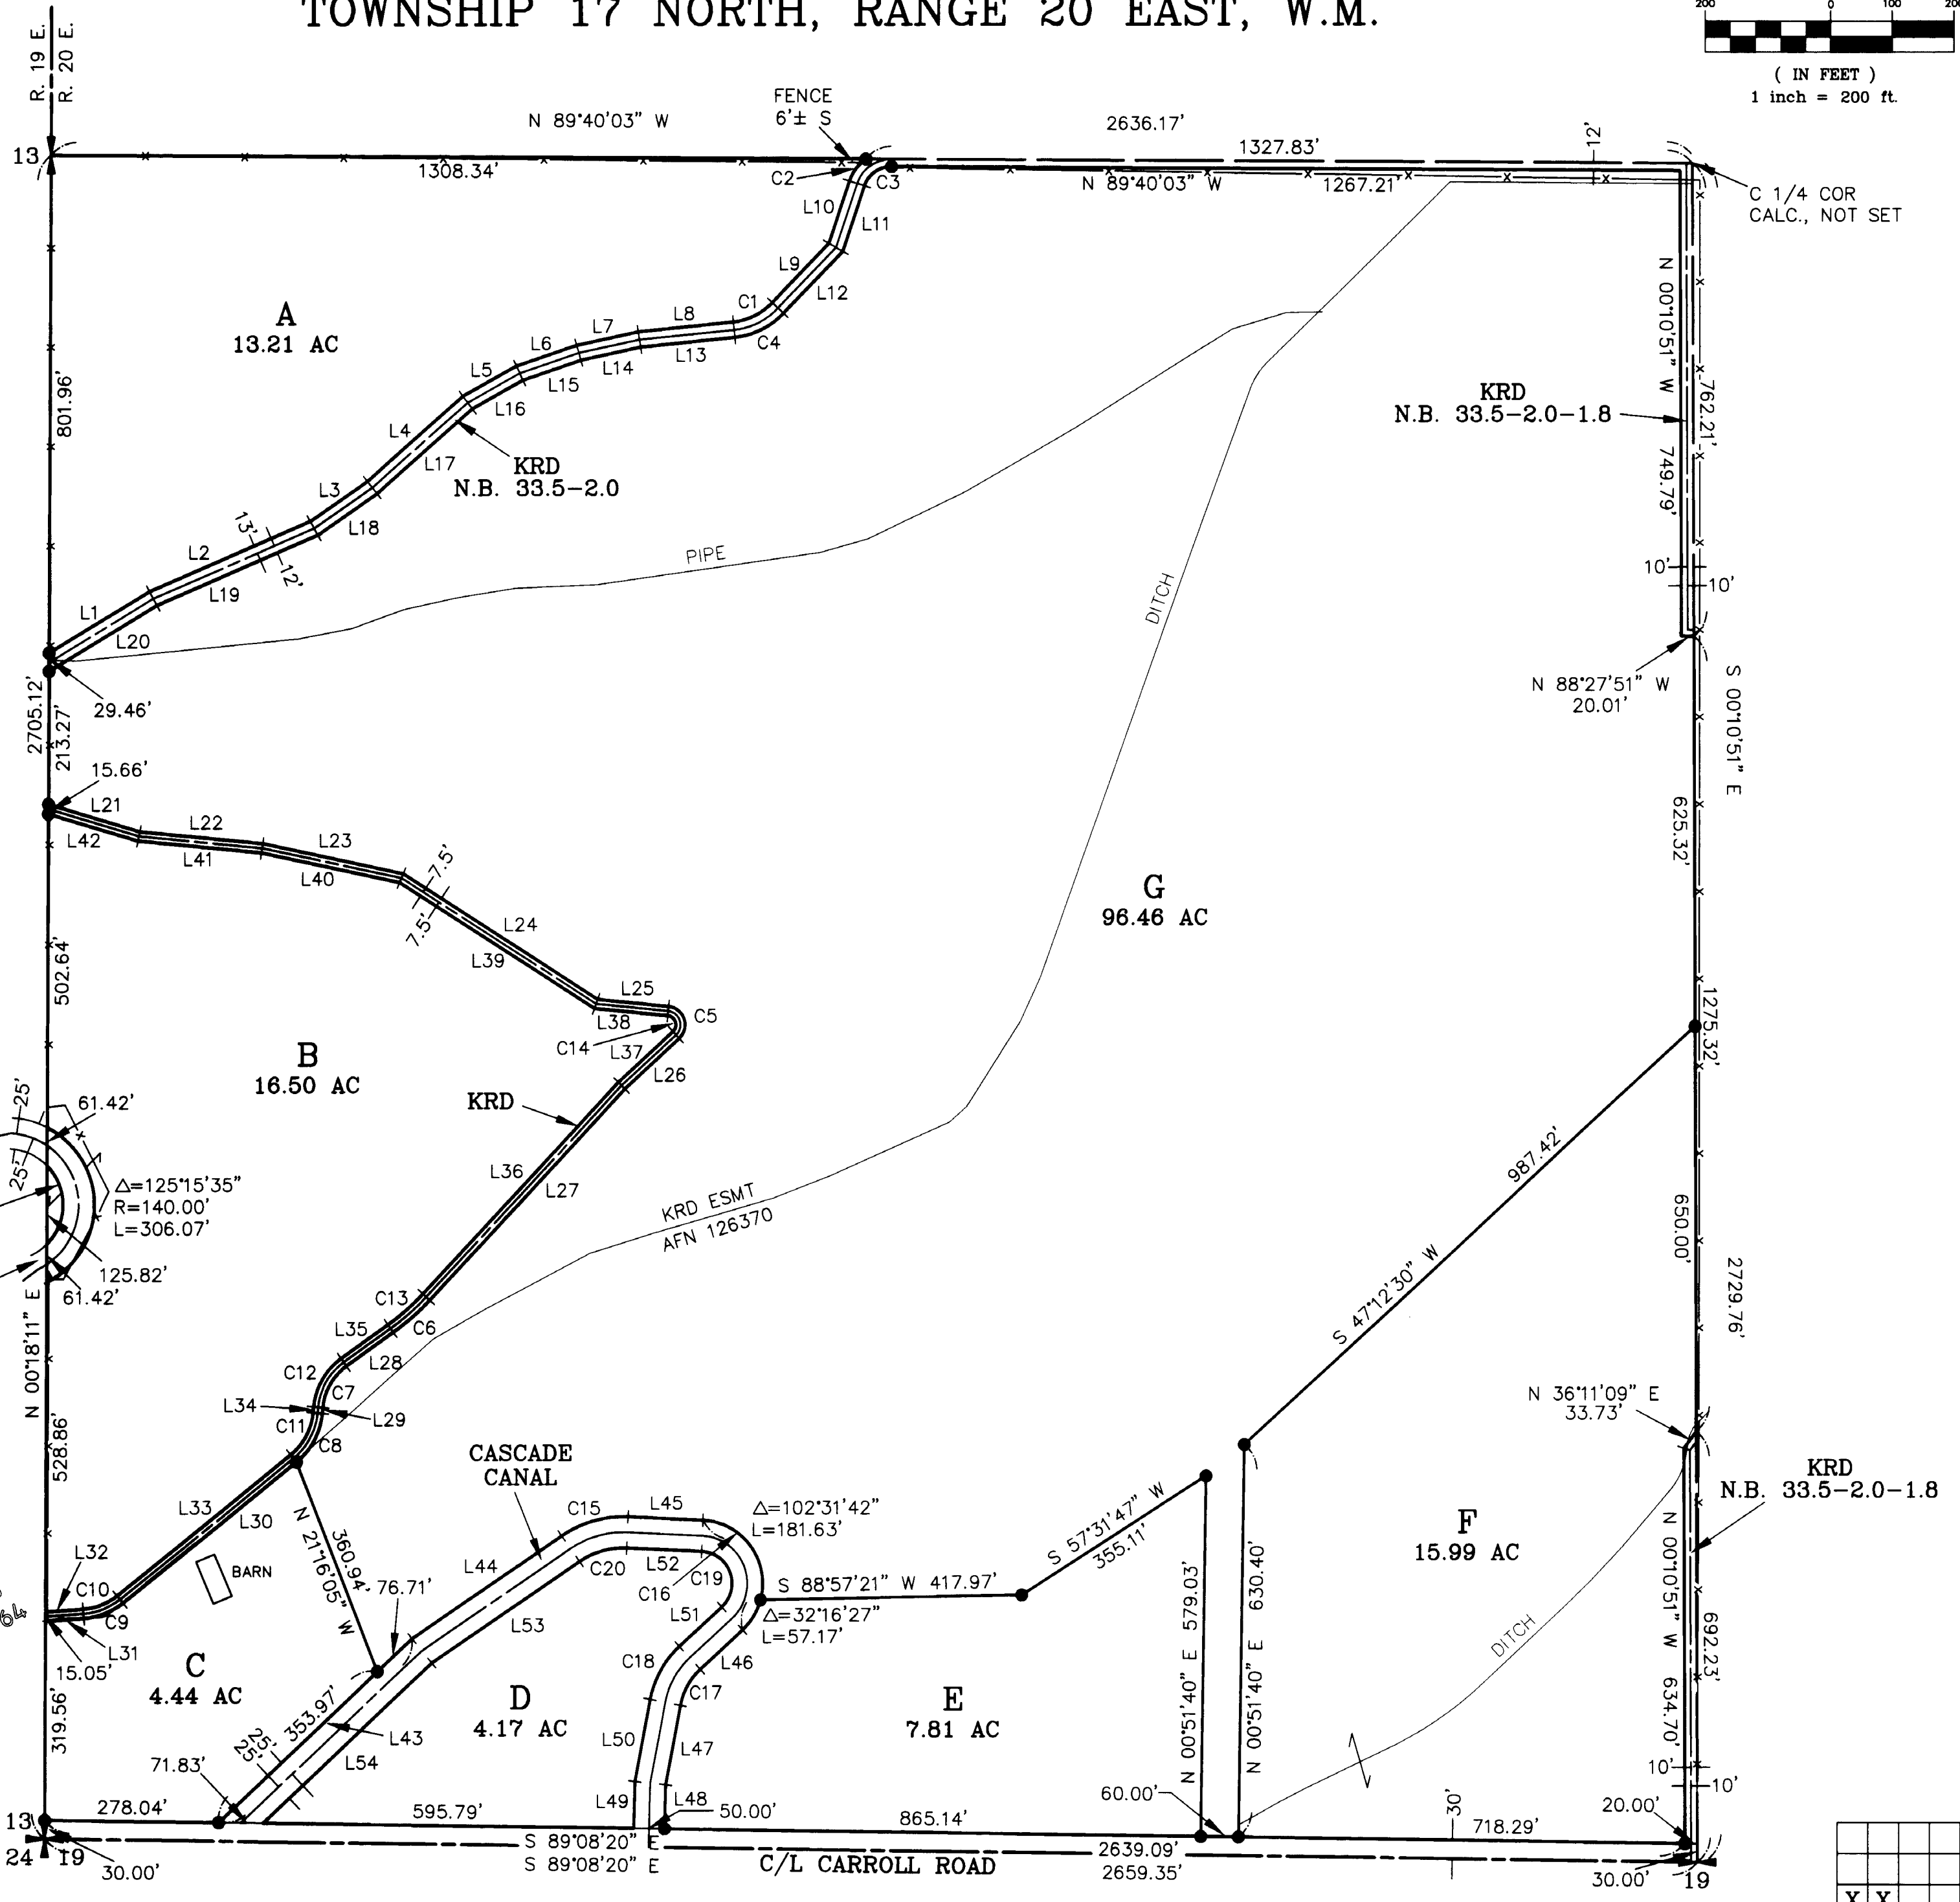 TOWNSHIP 17 NORTH, RANGE 20 EAST, W.M.
200 0 100 200
( IN FEET )
1 inch = 200 ft.
R. 19 E.
R. 20 E.
FENCE
6'± S
N 89°40'03" W
2636.17'
12'
13
1308.34'
1327.83'
C2
C3
N 89°40'03" W
1267.21'
C 1/4 COR
CALC., NOT SET
L10
L11
L9
L12
N 00°10'51" W
A
13.21 AC
C1
L8
C4
L7
L13
L6
L14
L5
L15
L16
801.96'
KRD
N.B. 33.5-2.0-1.8
762.21'
L4
L17
KRD
N.B. 33.5-2.0
749.79'
L3
L18
13'
L2
12'
L19
PIPE
DITCH
10'
10'
L1
L20
29.46'
N 88°27'51" W
20.01'
S 00°10'51" E
2705.12'
213.27'
15.66'
L21
L42
L22
L41
L23
L40
7.5'
7.5'
625.32'
G
96.46 AC
L24
L39
502.64'
L25
L38
C5
C14
L37
L26
1275.32'
B
16.50 AC
KRD
25'
61.42'
25'
Δ=125°15'35"
R=140.00'
L=306.07'
L36
L27
987.42'
KRD ESMT
AFN 126370
650.00'
125.82'
61.42'
N 00°18'11" E
C13
C6
S 47°12'30" W
2729.76'
L35
L28
C12
C7
L34
L29
C11
C8
N 36°11'09" E
33.73'
528.86'
CASCADE
CANAL
KRD
N.B. 33.5-2.0-1.8
L33
L30
N 21°16'05" W
360.94'
C15
L45
Δ=102°31'42"
L=181.63'
S 57°31'47" W
355.11'
F
15.99 AC
N 00°10'51" W
L32
BARN
L44
C20
L52
C19
C16
C10
C9
76.71'
S 88°57'21" W 417.97'
64
L31
L53
L51
Δ=32°16'27"
L=57.17'
N 00°51'40" E 579.03'
N 00°51'40" E 630.40'
DITCH
15.05'
C
4.44 AC
C18
L46
692.23'
D
4.17 AC
C17
E
7.81 AC
634.70'
319.56'
353.97'
L43
25'
25'
L54
L50
L47
10'
10'
71.83'
L49
L48
60.00'
30'
20.00'
13
278.04'
595.79'
50.00'
865.14'
718.29'
24 19
S 89°08'20" E
2639.09'
30.00'
S 89°08'20" E
C/L CARROLL ROAD
2659.35'
30.00'
19
X X